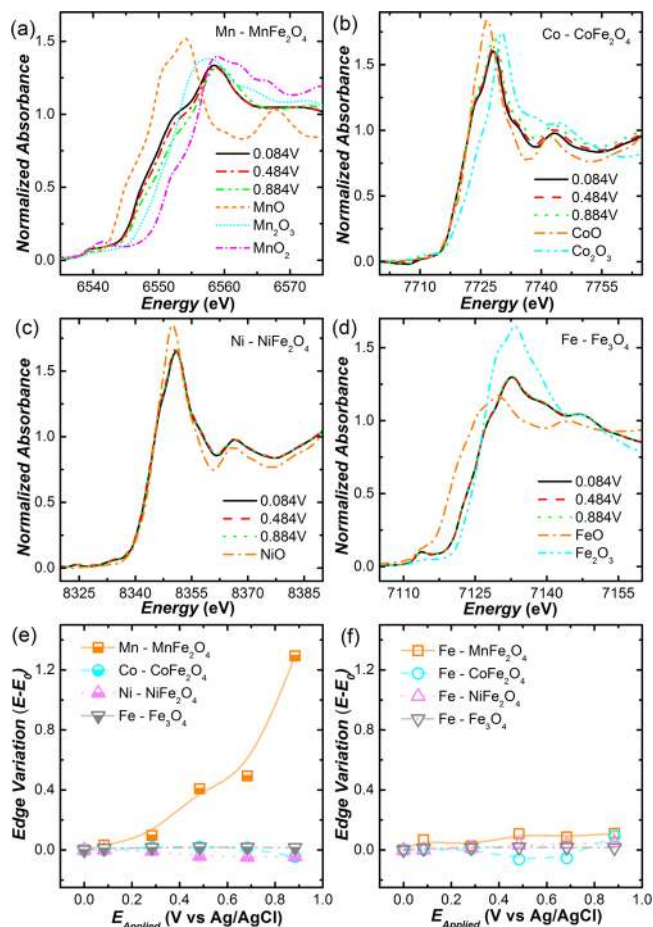 (a)
Mn - MnFe₂O₄
Normalized Absorbance
1.5
1.0
0.5
0.0
0.084V
0.484V
0.884V
MnO
Mn₂O₃
MnO₂
6540 6550 6560 6570
Energy (eV)
(b)
Co - CoFe₂O₄
Normalized Absorbance
1.8
1.2
0.6
0.0
0.084V
0.484V
0.884V
CoO
Co₂O₃
7710 7725 7740 7755
Energy (eV)
(c)
Ni - NiFe₂O₄
Normalized Absorbance
2.0
1.5
1.0
0.5
0.0
0.084V
0.484V
0.884V
NiO
8325 8345 8365 8385
Energy (eV)
(d)
Fe - Fe₃O₄
Normalized Absorbance
1.5
1.0
0.5
0.0
0.084V
0.484V
0.884V
FeO
Fe₂O₃
7110 7125 7140 7155
Energy (eV)
(e)
Edge Variation (E-E₀)
1.2
0.8
0.4
0.0
Mn - MnFe₂O₄
Co - CoFe₂O₄
Ni - NiFe₂O₄
Fe - Fe₃O₄
0.0 0.2 0.4 0.6 0.8 1.0
E_Applied (V vs Ag/AgCl)
(f)
Edge Variation (E-E₀)
1.2
0.8
0.4
0.0
Fe - MnFe₂O₄
Fe - CoFe₂O₄
Fe - NiFe₂O₄
Fe - Fe₃O₄
0.0 0.2 0.4 0.6 0.8 1.0
E_Applied (V vs Ag/AgCl)